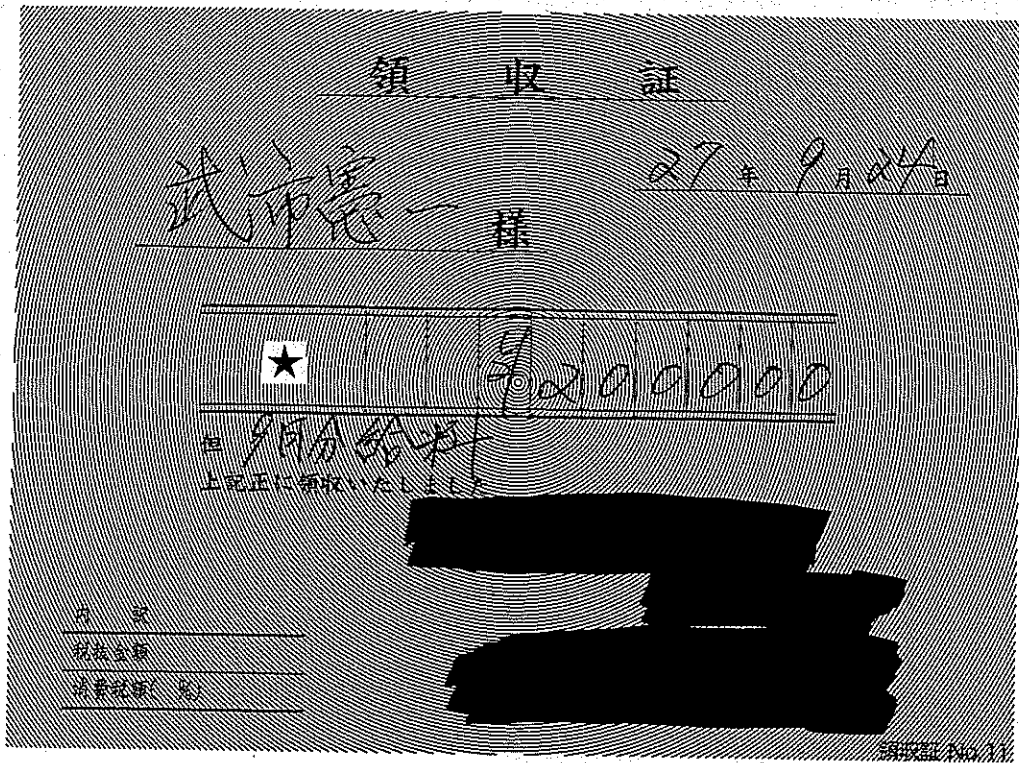 領収証
27年9月24日
武市憲一 様
★ ¥200000
但 9月分給料
上記正に領収いたしました
内 訳
税抜金額
消費税額( %)
領収証 No.11